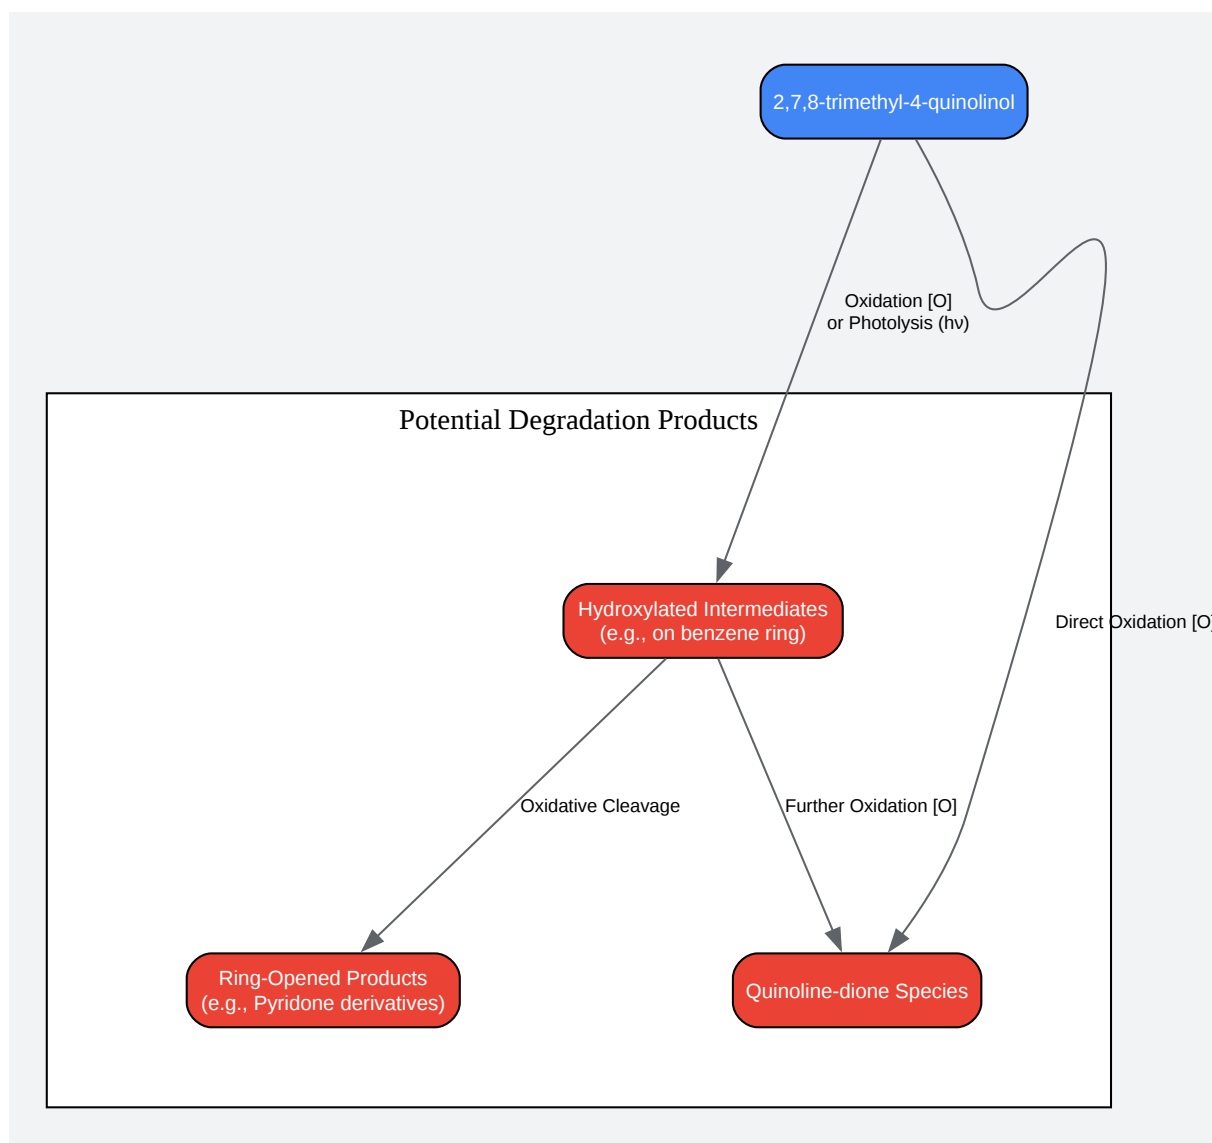 2,7,8-trimethyl-4-quinolinol
Oxidation [O]
or Photolysis (hν)
Potential Degradation Products
Hydroxylated Intermediates
(e.g., on benzene ring)
Direct Oxidation [O]
Oxidative Cleavage
Further Oxidation [O]
Ring-Opened Products
(e.g., Pyridone derivatives)
Quinoline-dione Species